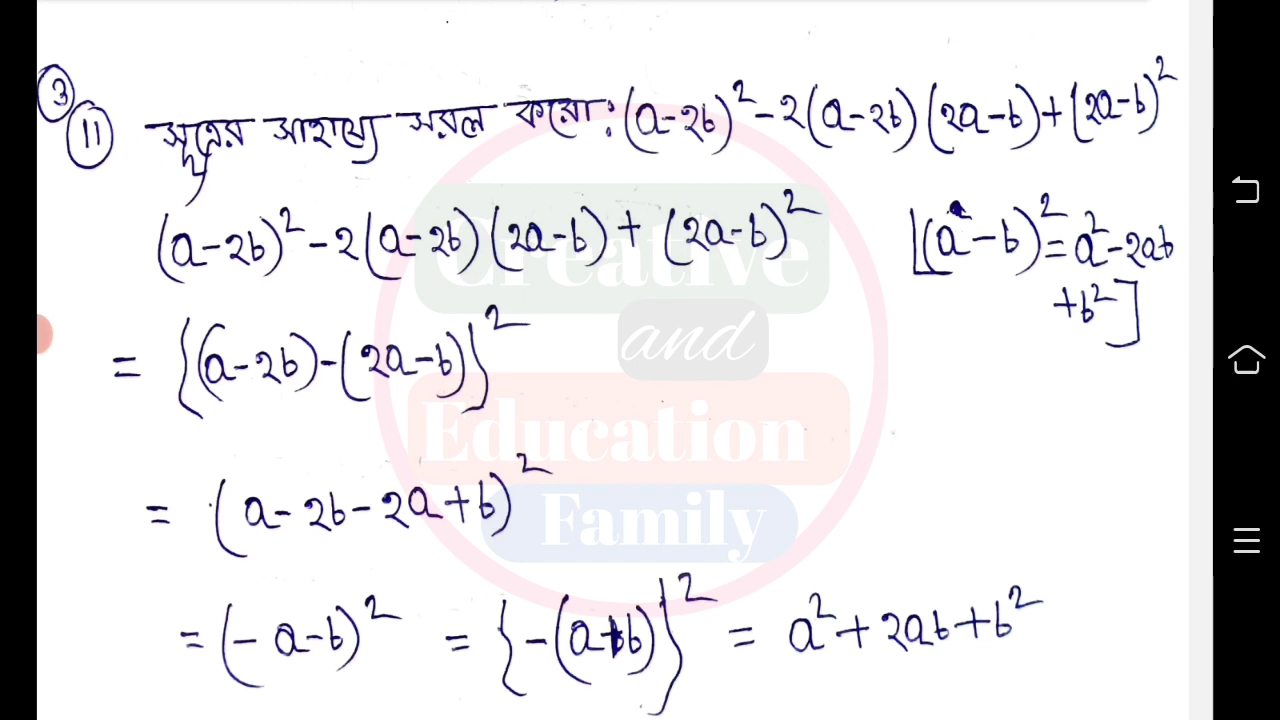 ③
⑪ সূত্রের সাহায্যে সরল করো: (a-2b)² - 2(a-2b)(2a-b) + (2a-b)²
(a-2b)² - 2(a-2b)(2a-b) + (2a-b)² [(a-b)² = a² - 2ab
+b²]
= {(a-2b) - (2a-b)}²
= (a-2b-2a+b)²
= (-a-b)² = {-(a+b)}² = a² + 2ab + b²
Creative
and
Education
Family